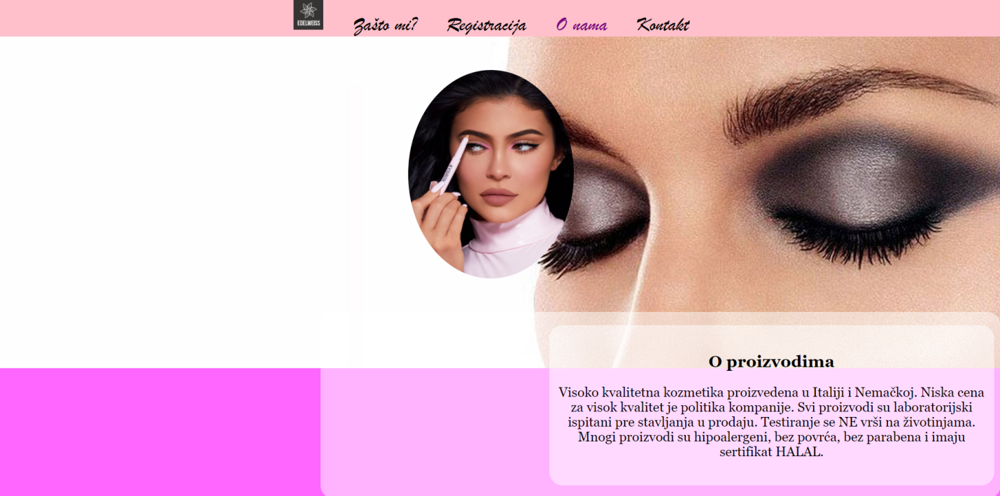 EDELWEISS
Zašto mi? Registracija O nama Kontakt
O proizvodima
Visoko kvalitetna kozmetika proizvedena u Italiji i Nemačkoj. Niska cena
za visok kvalitet je politika kompanije. Svi proizvodi su laboratorijski
ispitani pre stavljanja u prodaju. Testiranje se NE vrši na životinjama.
Mnogi proizvodi su hipoalergeni, bez povrća, bez parabena i imaju
sertifikat HALAL.